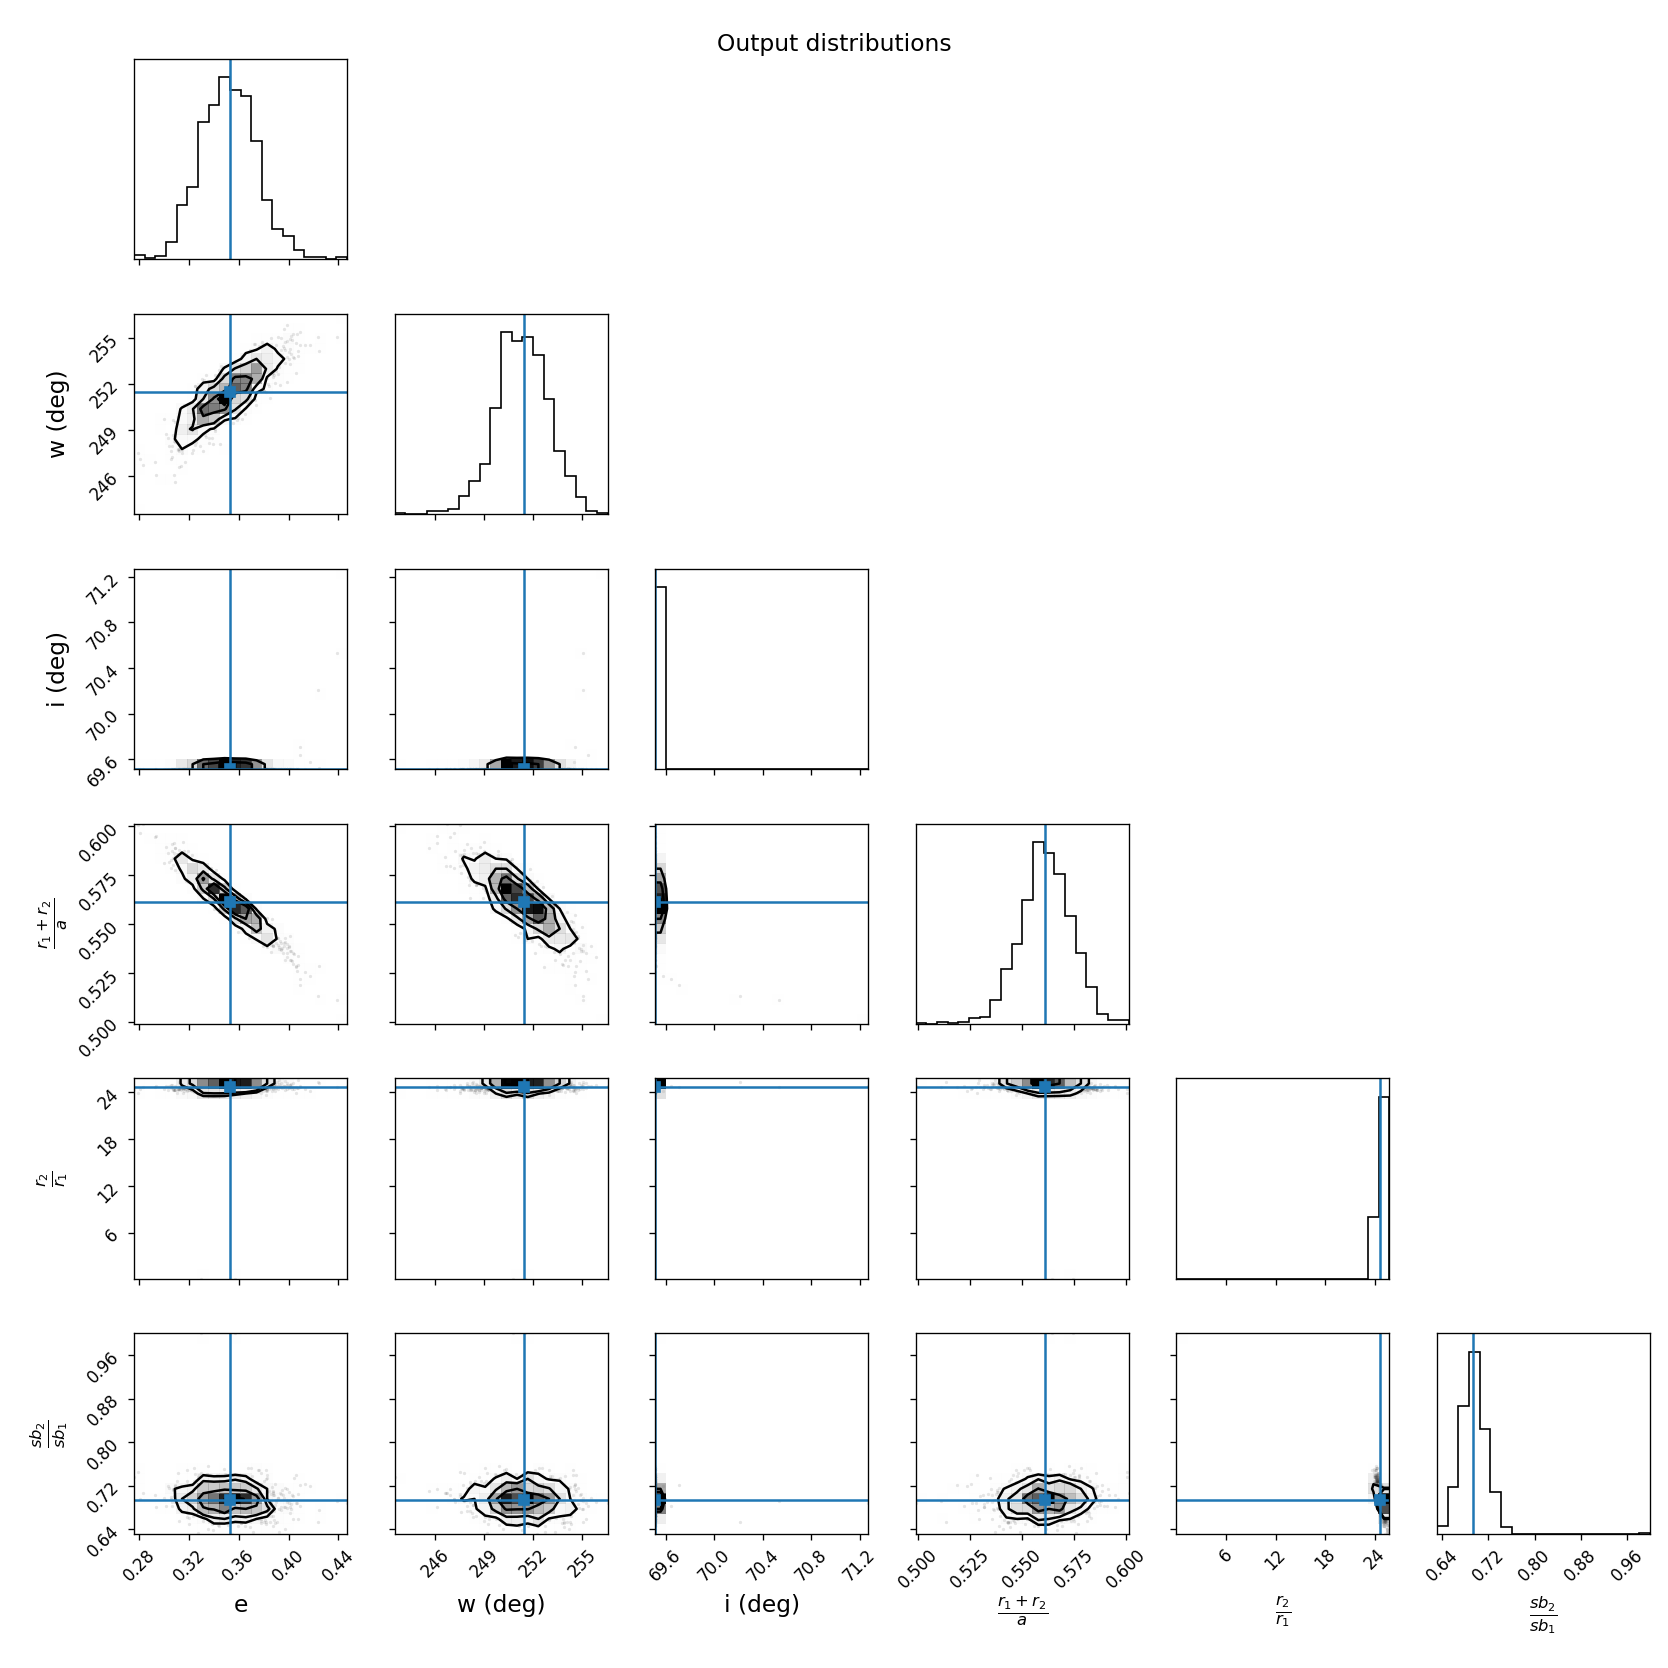 Output distributions
255
252
249
246
w (deg)
71.2
70.8
70.4
70.0
69.6
i (deg)
0.600
0.575
0.550
0.525
0.500
r₁ + r₂
a
24
18
12
6
r₂
r₁
0.96
0.88
0.80
0.72
0.64
sb₂
sb₁
0.28 0.32 0.36 0.40 0.44 246 249 252 255 69.6 70.0 70.4 70.8 71.2 0.500 0.525 0.550 0.575 0.600 6 12 18 24 0.64 0.72 0.80 0.88 0.96
e w (deg) i (deg) r₁ + r₂ r₂ sb₂
a r₁ sb₁